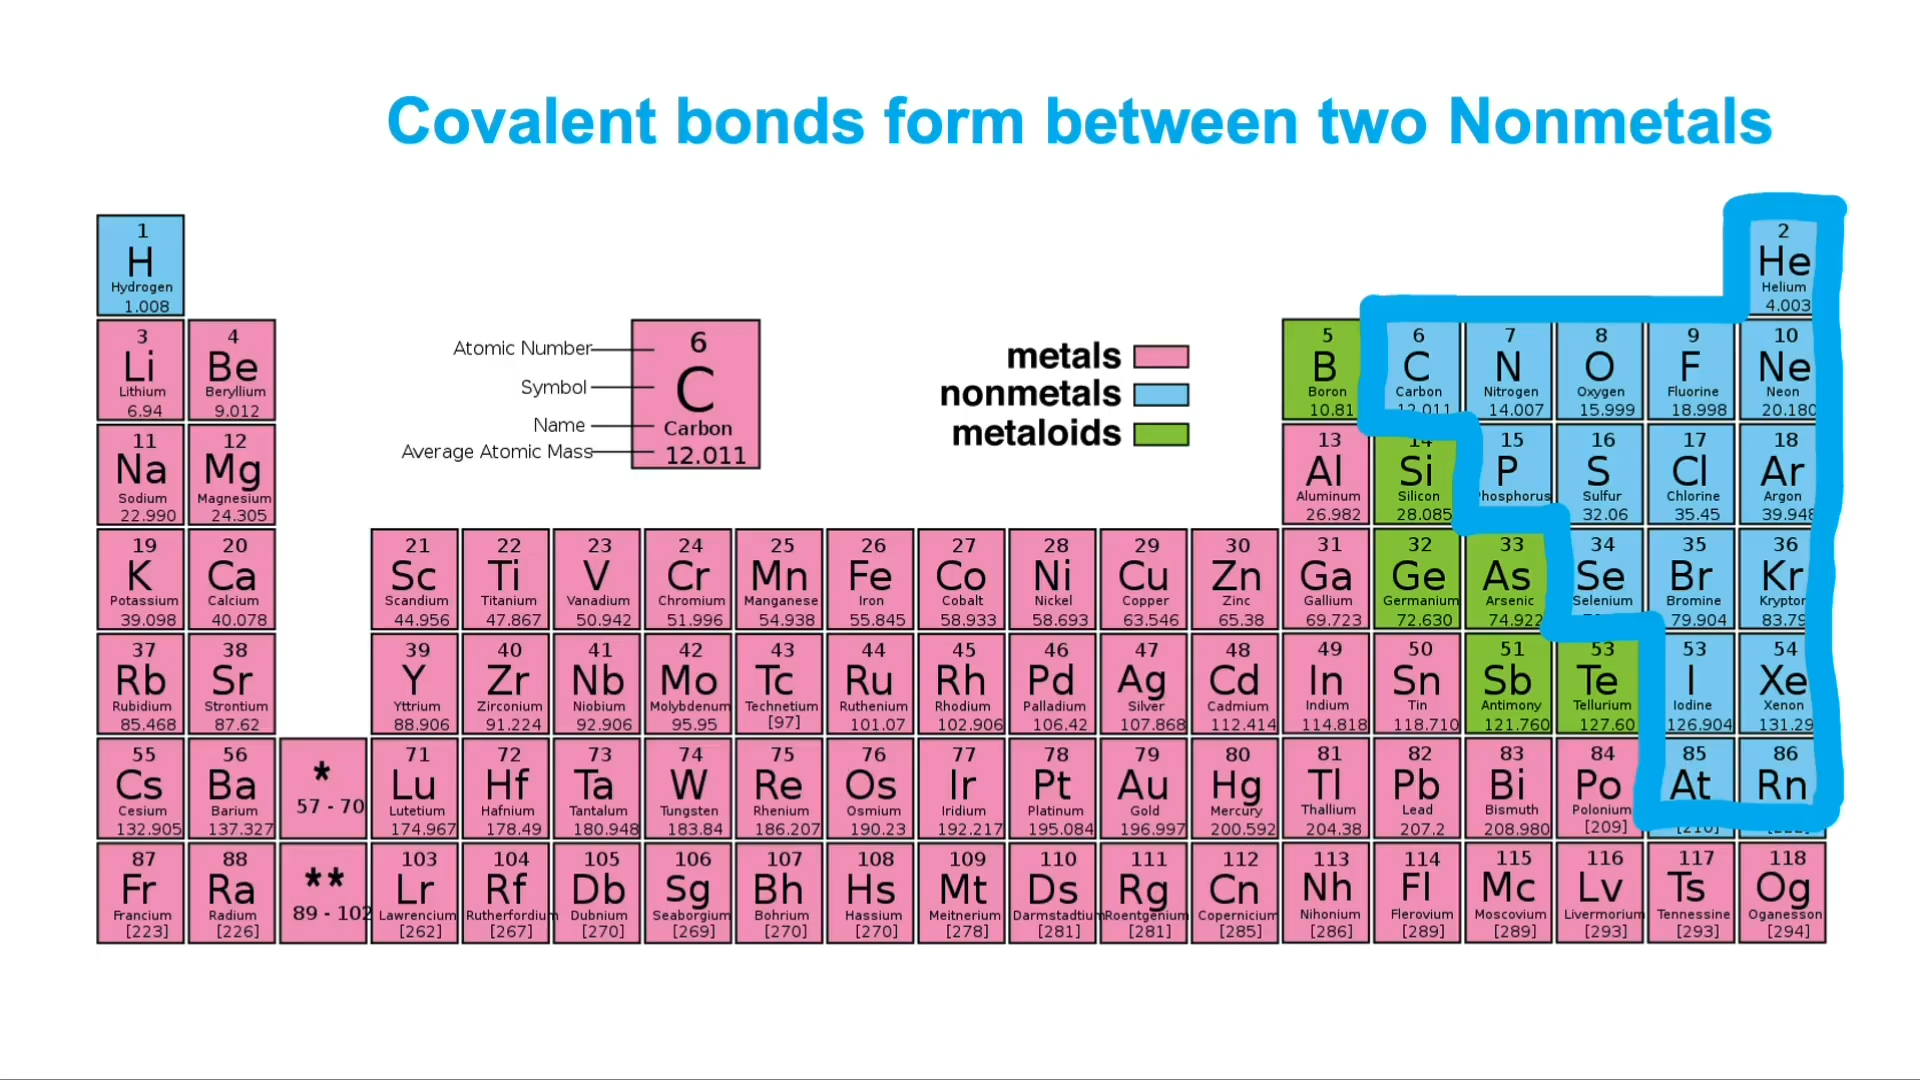 Covalent bonds form between two Nonmetals
1
H
Hydrogen
1.008
2
He
Helium
4.003
3
Li
Lithium
6.94
4
Be
Beryllium
9.012
Atomic Number
Symbol
Name
Average Atomic Mass
6
C
Carbon
12.011
metals
nonmetals
metaloids
5
B
Boron
10.81
6
C
Carbon
12.011
7
N
Nitrogen
14.007
8
O
Oxygen
15.999
9
F
Fluorine
18.998
10
Ne
Neon
20.180
11
Na
Sodium
22.990
12
Mg
Magnesium
24.305
13
Al
Aluminum
26.982
14
Si
Silicon
28.085
15
P
Phosphorus
16
S
Sulfur
32.06
17
Cl
Chlorine
35.45
18
Ar
Argon
39.948
19
K
Potassium
39.098
20
Ca
Calcium
40.078
21
Sc
Scandium
44.956
22
Ti
Titanium
47.867
23
V
Vanadium
50.942
24
Cr
Chromium
51.996
25
Mn
Manganese
54.938
26
Fe
Iron
55.845
27
Co
Cobalt
58.933
28
Ni
Nickel
58.693
29
Cu
Copper
63.546
30
Zn
Zinc
65.38
31
Ga
Gallium
69.723
32
Ge
Germanium
72.630
33
As
Arsenic
74.922
34
Se
Selenium
35
Br
Bromine
79.904
36
Kr
Krypton
83.79
37
Rb
Rubidium
85.468
38
Sr
Strontium
87.62
39
Y
Yttrium
88.906
40
Zr
Zirconium
91.224
41
Nb
Niobium
92.906
42
Mo
Molybdenum
95.95
43
Tc
Technetium
[97]
44
Ru
Ruthenium
101.07
45
Rh
Rhodium
102.906
46
Pd
Palladium
106.42
47
Ag
Silver
107.868
48
Cd
Cadmium
112.414
49
In
Indium
114.818
50
Sn
Tin
118.710
51
Sb
Antimony
121.760
53
Te
Tellurium
127.60
53
I
Iodine
126.904
54
Xe
Xenon
131.29
55
Cs
Cesium
132.905
56
Ba
Barium
137.327
*
57 - 70
71
Lu
Lutetium
174.967
72
Hf
Hafnium
178.49
73
Ta
Tantalum
180.948
74
W
Tungsten
183.84
75
Re
Rhenium
186.207
76
Os
Osmium
190.23
77
Ir
Iridium
192.217
78
Pt
Platinum
195.084
79
Au
Gold
196.997
80
Hg
Mercury
200.592
81
Tl
Thallium
204.38
82
Pb
Lead
207.2
83
Bi
Bismuth
208.980
84
Po
Polonium
[209]
85
At
86
Rn
87
Fr
Francium
[223]
88
Ra
Radium
[226]
**
89 - 102
103
Lr
Lawrencium
[262]
104
Rf
Rutherfordium
[267]
105
Db
Dubnium
[270]
106
Sg
Seaborgium
[269]
107
Bh
Bohrium
[270]
108
Hs
Hassium
[270]
109
Mt
Meitnerium
[278]
110
Ds
Darmstadtium
[281]
111
Rg
Roentgenium
[281]
112
Cn
Copernicium
[285]
113
Nh
Nihonium
[286]
114
Fl
Flerovium
[289]
115
Mc
Moscovium
[289]
116
Lv
Livermorium
[293]
117
Ts
Tennessine
[293]
118
Og
Oganesson
[294]